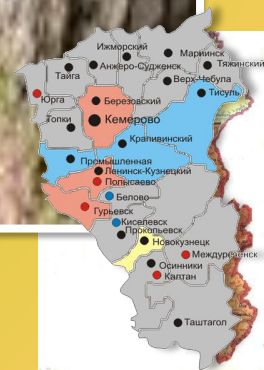 Ижморский
Мариинск
Тяжинский
Тайга
Анжеро-Судженск
Верх-Чебула
Тисуль
Юрга
Березовский
Топки
Кемерово
Крапивинский
Промышленная
Ленинск-Кузнецкий
Полысаево
Белово
Гурьевск
Киселевск
Прокопьевск
Новокузнецк
Междуреченск
Осинники
Калтан
Таштагол